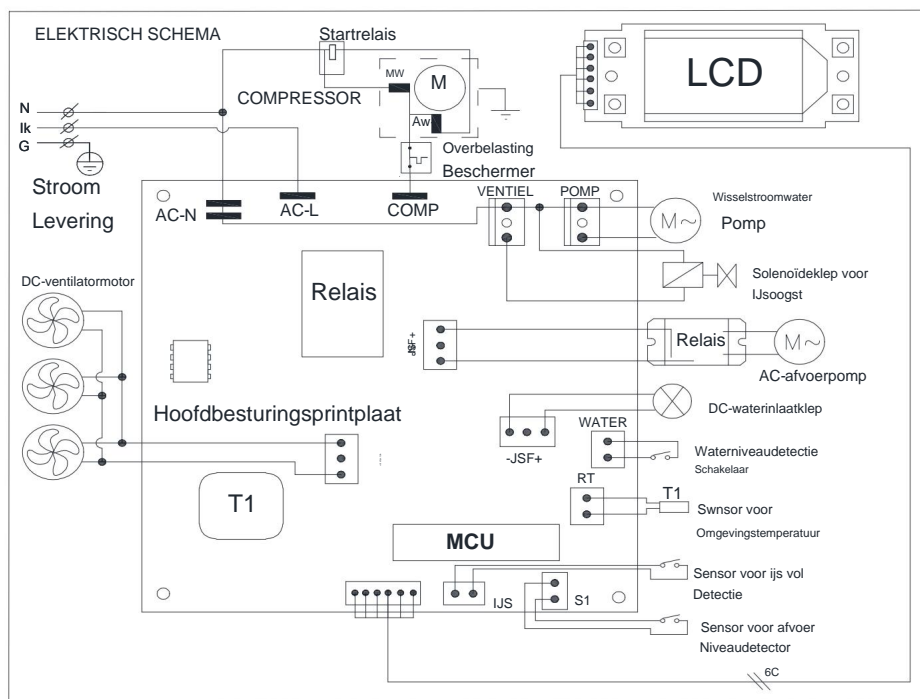 ELEKTRISCH SCHEMA
Startrelais
MW
M
COMPRESSOR
Aw
LCD
N
Ik
G
Overbelasting
Beschermer
Stroom
Levering
AC-N
AC-L
COMP
VENTIEL
POMP
M~
Wisselstroomwater
Pomp
DC-ventilatormotor
Solenoïdeklep voor
IJsoogst
Relais
Relais
M~
AC-afvoerpomp
DC-waterinlaatklep
Hoofdbesturingsprintplaat
-JSF+
WATER
Waterniveaudetectie
Schakelaar
RT
T1
Swnsor voor
Omgevingstemperatuur
T1
MCU
IJS
S1
Sensor voor ijs vol
Detectie
Sensor voor afvoer
Niveaudetector
6C